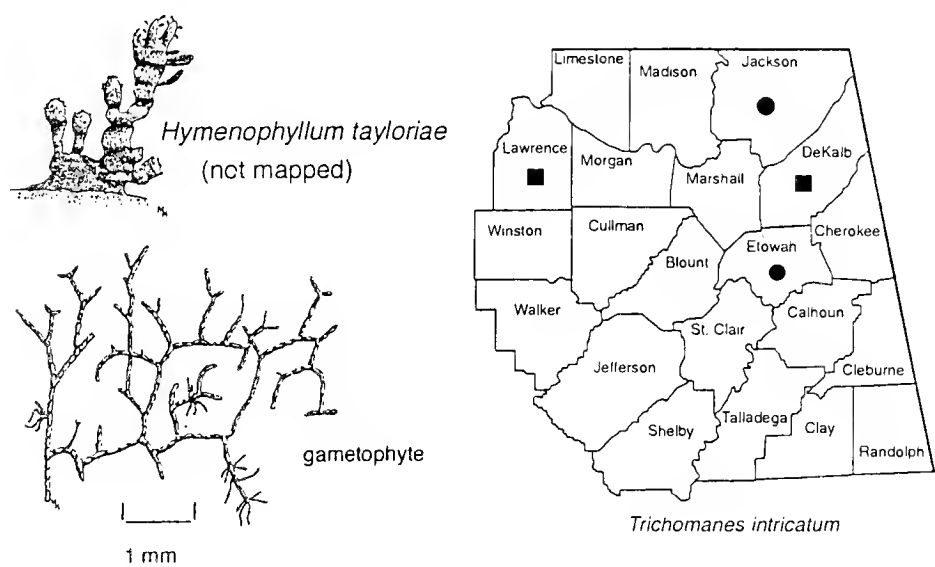 Hymenophyllum tayloriae
(not mapped)
gametophyte
1 mm
Limestone
Madison
Jackson
Lawrence
Morgan
Marshall
DeKalb
Winston
Cullman
Blount
Etowah
Cherokee
Walker
St. Clair
Calhoun
Jefferson
Cleburne
Shelby
Talladega
Clay
Randolph
Trichomanes intricatum